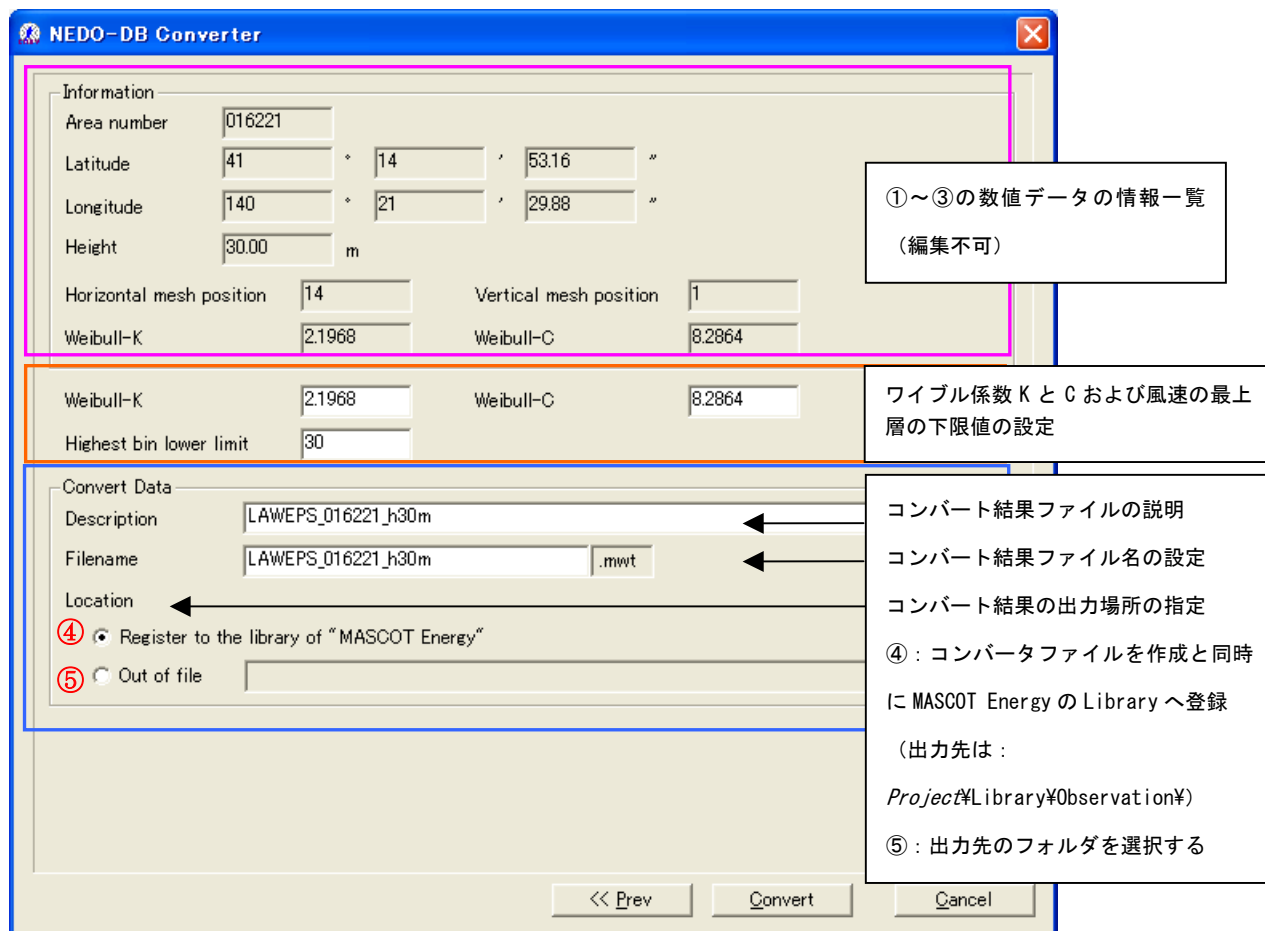 NEDO-DB Converter
Information
Area number 016221
Latitude 41 ° 14 ′ 53.16 ″
Longitude 140 ° 21 ′ 29.88 ″
Height 30.00 m
Horizontal mesh position 14 Vertical mesh position 1
Weibull-K 2.1968 Weibull-C 8.2864
①～③の数値データの情報一覧
（編集不可）
Weibull-K 2.1968 Weibull-C 8.2864
Highest bin lower limit 30
ワイブル係数 K と C および風速の最上
層の下限値の設定
Convert Data
Description LAWEPS_016221_h30m
Filename LAWEPS_016221_h30m .mwt
Location
④ Register to the library of "MASCOT Energy"
⑤ Out of file
コンバート結果ファイルの説明
コンバート結果ファイル名の設定
コンバート結果の出力場所の指定
④：コンバータファイルを作成と同時
に MASCOT Energy の Library へ登録
（出力先は：
Project¥Library¥Observation¥）
⑤：出力先のフォルダを選択する
<< Prev Convert Cancel